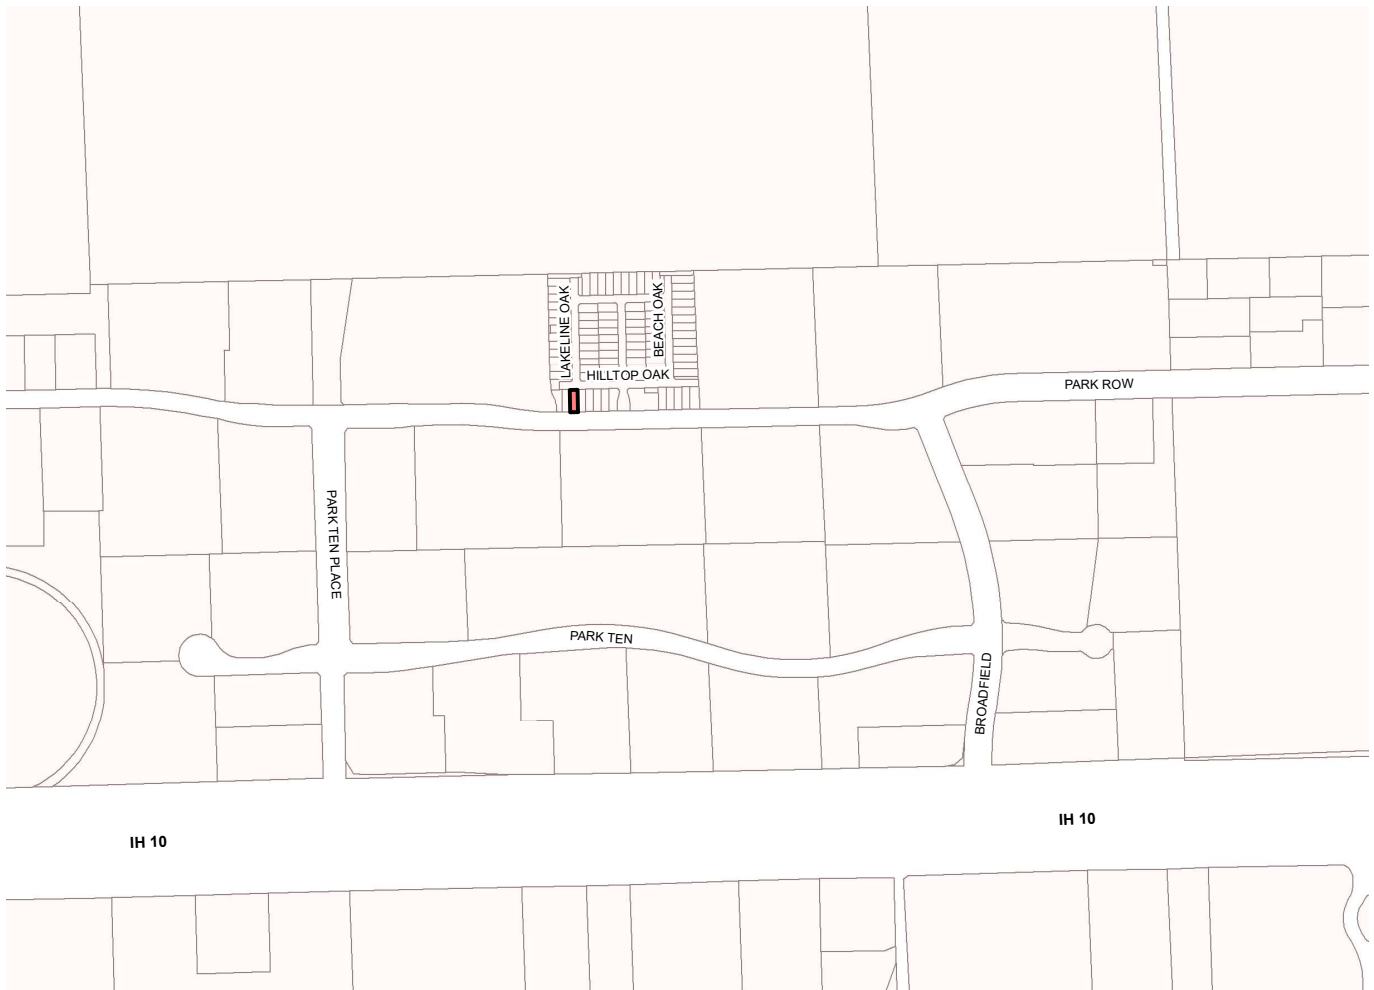 LAKELINE OAK
BEACH OAK
HILLTOP OAK
PARK ROW
PARK TEN PLACE
PARK TEN
BROADFIELD
IH 10
IH 10